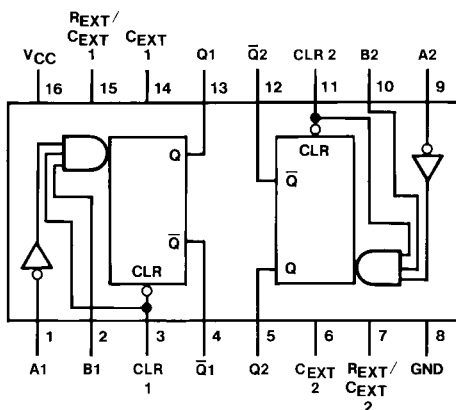 REXT/
CEXT CEXT
VCC 1 1 Q1 Q̅2 CLR 2 B2 A2
16 15 14 13 12 11 10 9
Q CLR
Q̅ Q̅
CLR Q
1 2 3 4 5 6 7 8
A1 B1 CLR Q̅1 Q2 CEXT REXT/ GND
1 2 CEXT
2